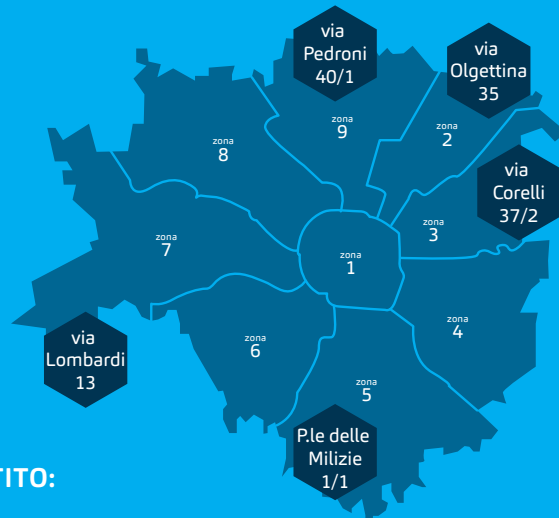 via
Pedroni
40/1
via
Olgettina
35
zona
9
zona
2
zona
8
via
Corelli
37/2
zona
3
zona
7
zona
1
zona
4
via
Lombardi
13
zona
6
zona
5
P.le delle
Milizie
1/1
TITO: